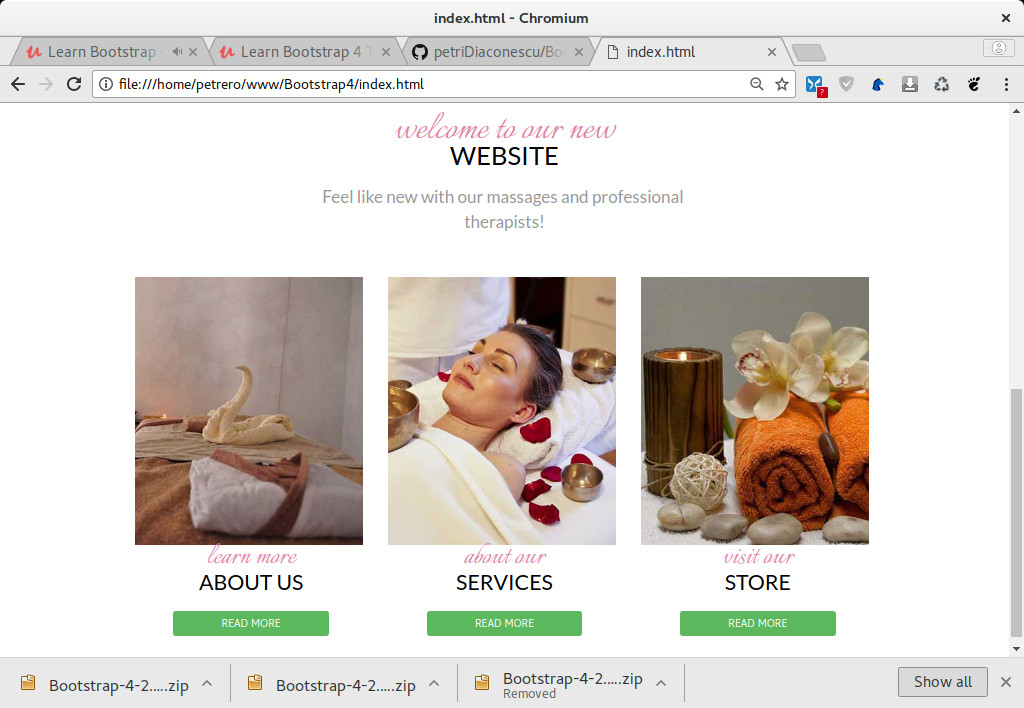 index.html - Chromium
Learn Bootstrap
Learn Bootstrap 4
petriDiaconescu/Bo
index.html
file:///home/petrero/www/Bootstrap4/index.html
welcome to our new
WEBSITE
Feel like new with our massages and professional
therapists!
learn more about our visit our
ABOUT US SERVICES STORE
READ MORE READ MORE READ MORE
Bootstrap-4-2.....zip
Bootstrap-4-2.....zip
Bootstrap-4-2.....zip
Removed
Show all